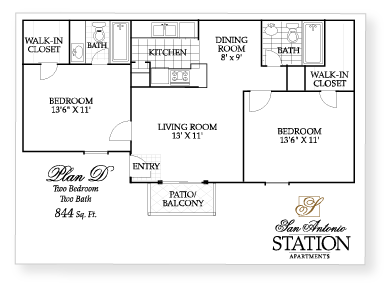 WALK-IN
CLOSET
BATH
KITCHEN
DINING
ROOM
8' x 9'
BATH
WALK-IN
CLOSET
BEDROOM
13'6" X 11'
LIVING ROOM
13' X 11'
BEDROOM
13'6" X 11'
ENTRY
PATIO/
BALCONY
Plan D
Two Bedroom
Two Bath
844 Sq. Ft.
S
San Antonio
STATION
APARTMENTS